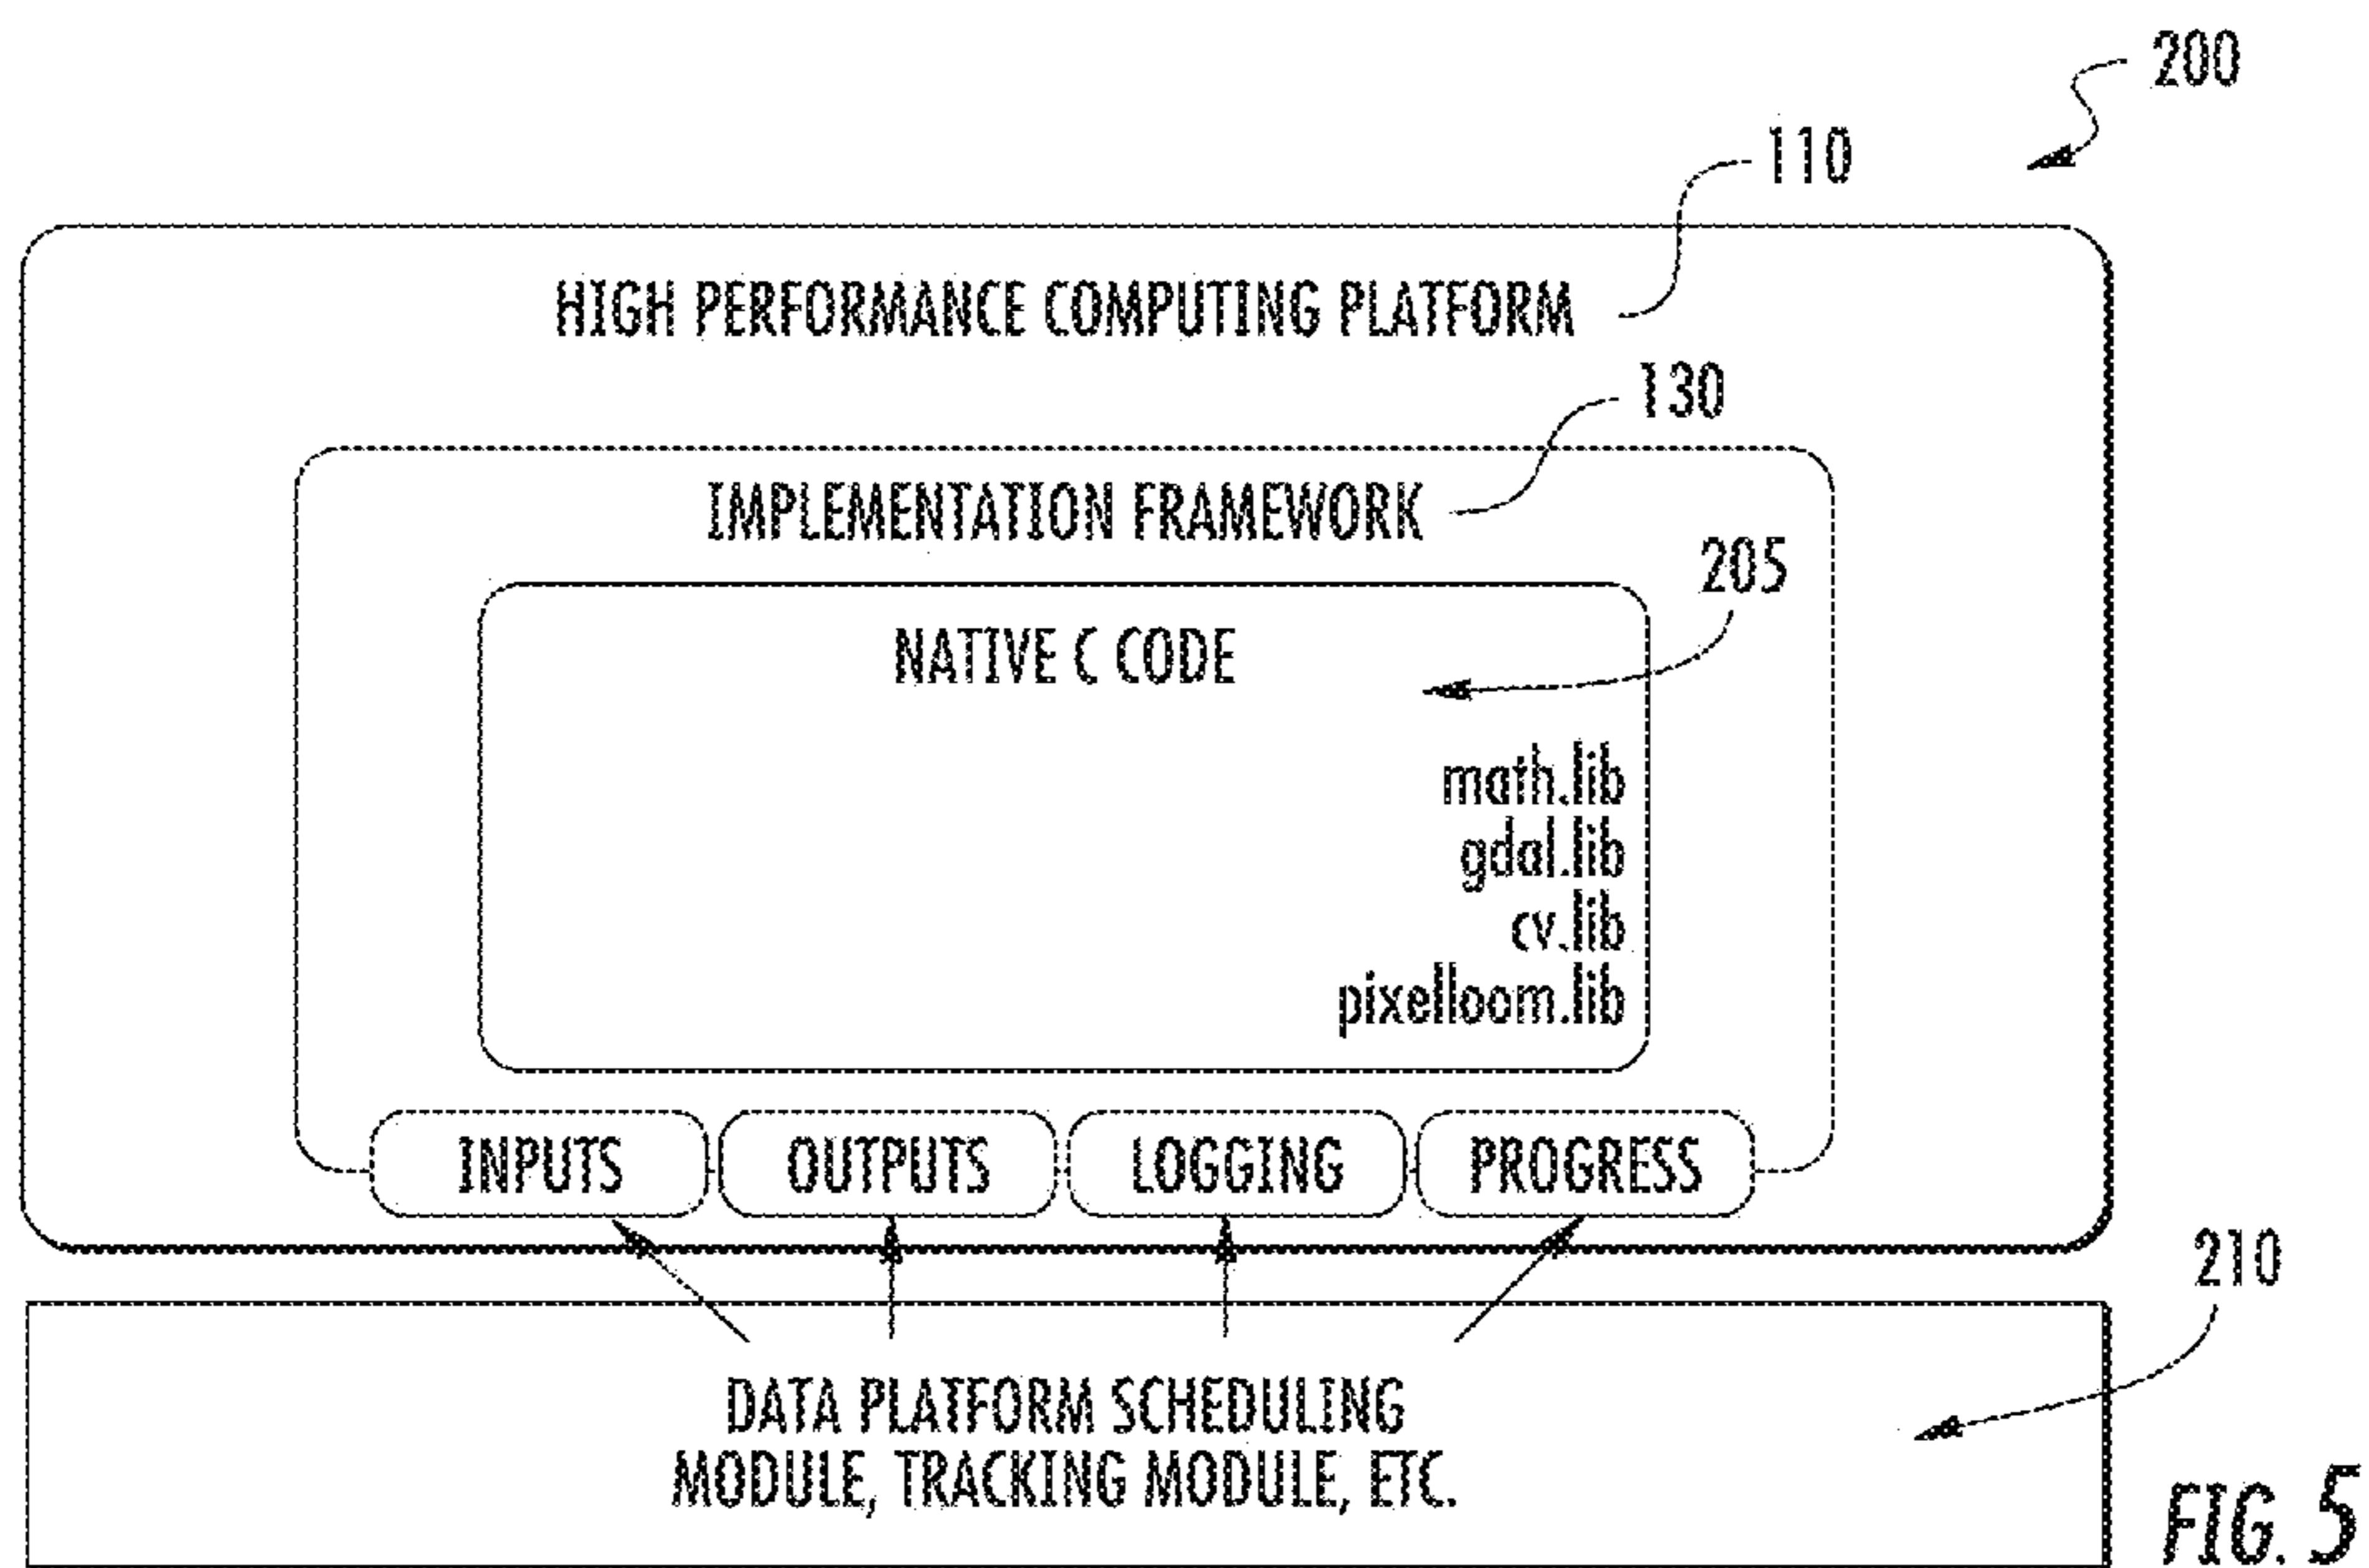 200
110
HIGH PERFORMANCE COMPUTING PLATFORM
130
IMPLEMENTATION FRAMEWORK
205
NATIVE C CODE
math.lib
gdal.lib
cv.lib
pixelloom.lib
INPUTS
OUTPUTS
LOGGING
PROGRESS
210
DATA PLATFORM SCHEDULING
MODULE, TRACKING MODULE, ETC.
FIG. 5